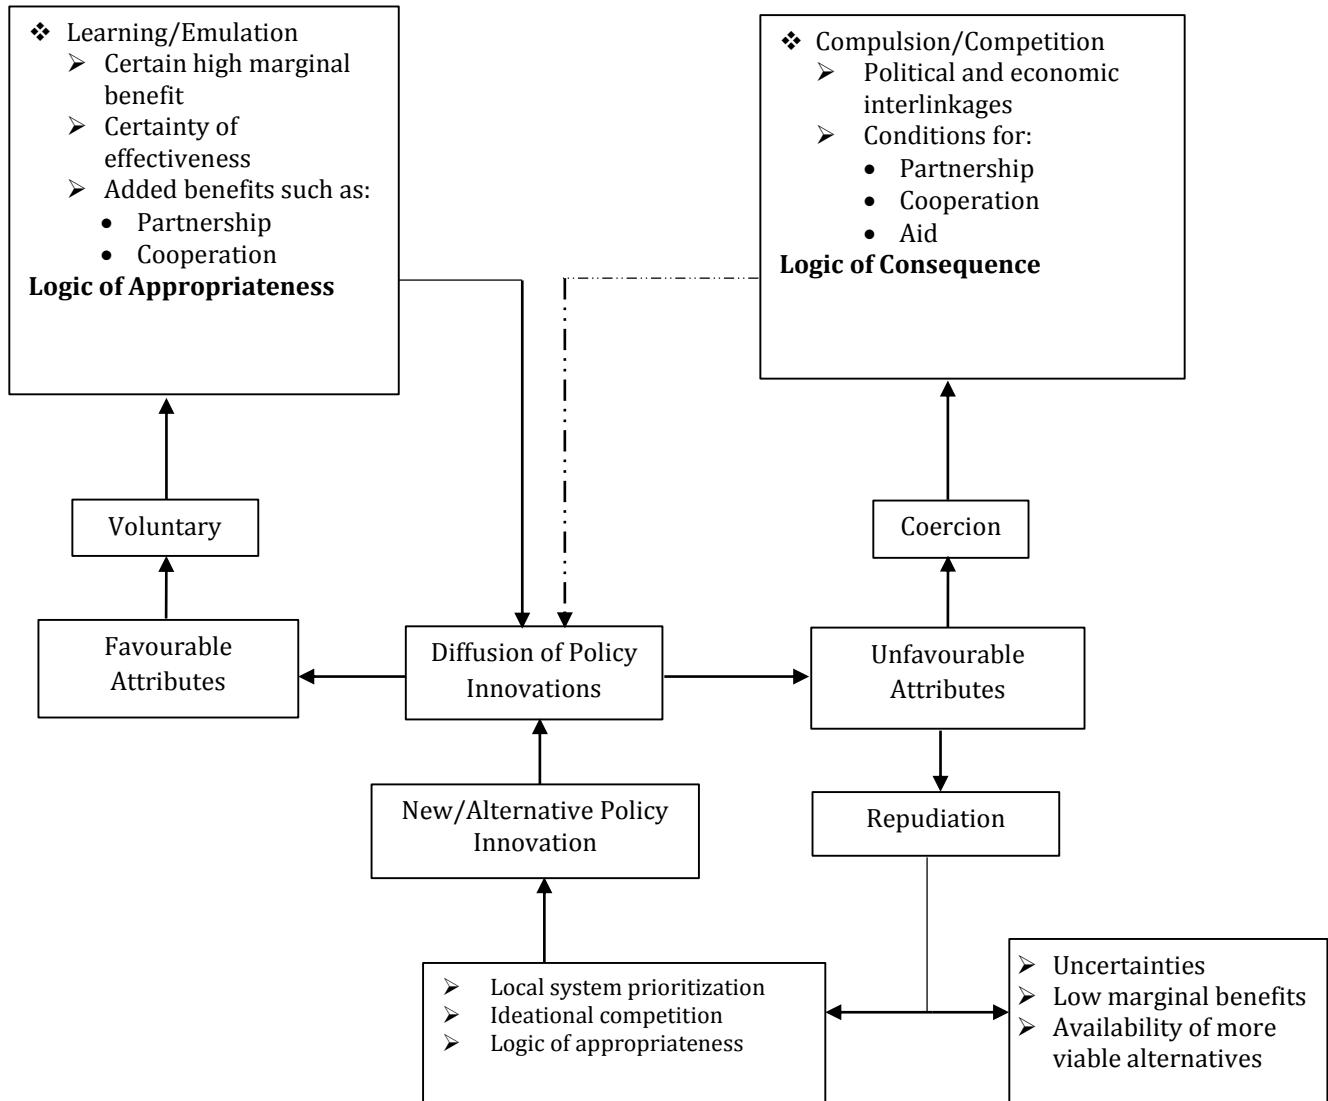 ❖ Learning/Emulation
➢ Certain high marginal
benefit
➢ Certainty of
effectiveness
➢ Added benefits such as:
• Partnership
• Cooperation
Logic of Appropriateness
❖ Compulsion/Competition
➢ Political and economic
interlinkages
➢ Conditions for:
• Partnership
• Cooperation
• Aid
Logic of Consequence
Voluntary
Coercion
Favourable
Attributes
Diffusion of Policy
Innovations
Unfavourable
Attributes
New/Alternative Policy
Innovation
Repudiation
➢ Local system prioritization
➢ Ideational competition
➢ Logic of appropriateness
➢ Uncertainties
➢ Low marginal benefits
➢ Availability of more
viable alternatives